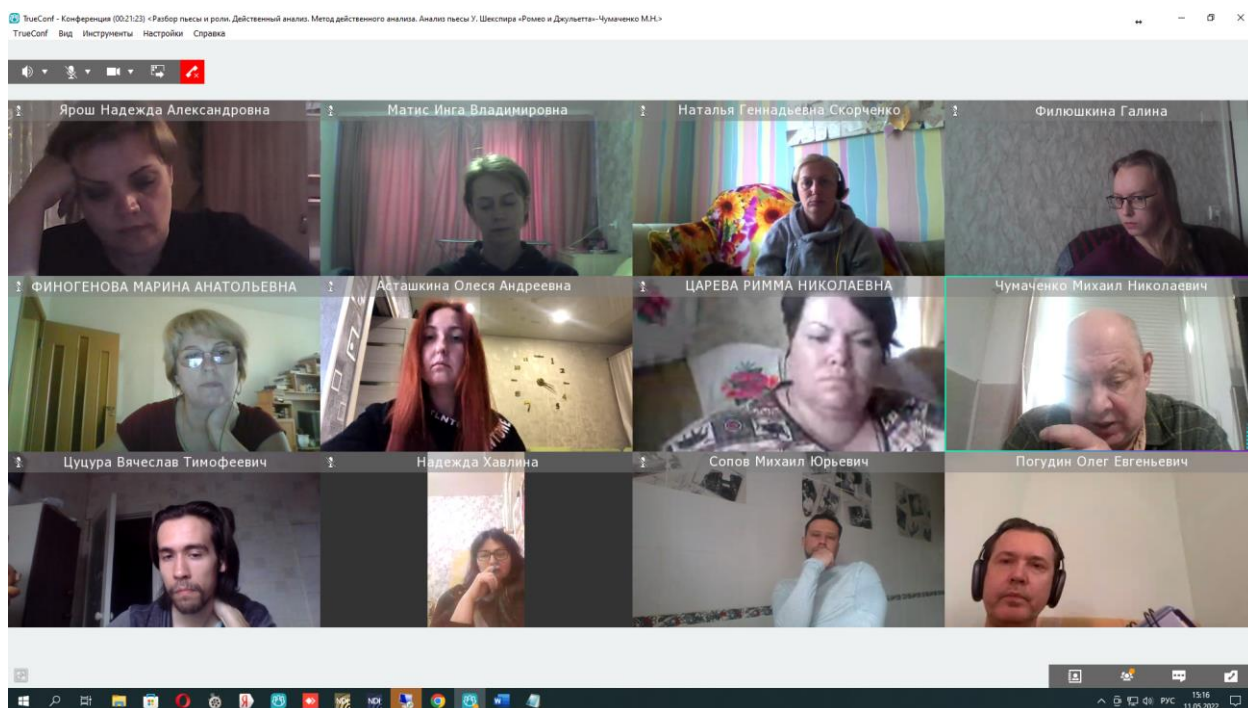 TrueConf - Конференция (00:21:23) <Разбор пьесы и роли. Действенный анализ. Метод действенного анализа. Анализ пьесы У. Шекспира «Ромео и Джульетта»-Чумаченко М.Н.>
TrueConf Вид Инструменты Настройки Справка
Ярош Надежда Александровна
Матис Инга Владимировна
Наталья Геннадьевна Скорченко
Филюшкина Галина
ФИНОГЕНОВА МАРИНА АНАТОЛЬЕВНА
Асташкина Олеся Андреевна
ЦАРЕВА РИММА НИКОЛАЕВНА
Чумаченко Михаил Николаевич
Цуцура Вячеслав Тимофеевич
Надежда Хавлина
Сопов Михаил Юрьевич
Погудин Олег Евгеньевич
РУС
15:16
11.05.2022